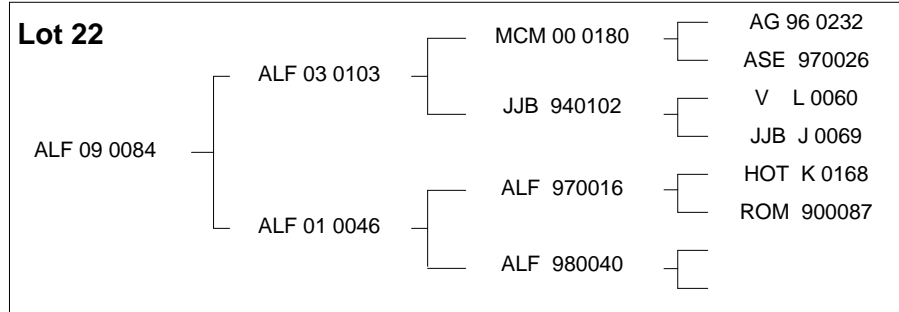 Lot 22
AG 96 0232
MCM 00 0180
ASE 970026
ALF 03 0103
V L 0060
JJB 940102
JJB J 0069
ALF 09 0084
HOT K 0168
ALF 970016
ROM 900087
ALF 01 0046
ALF 980040